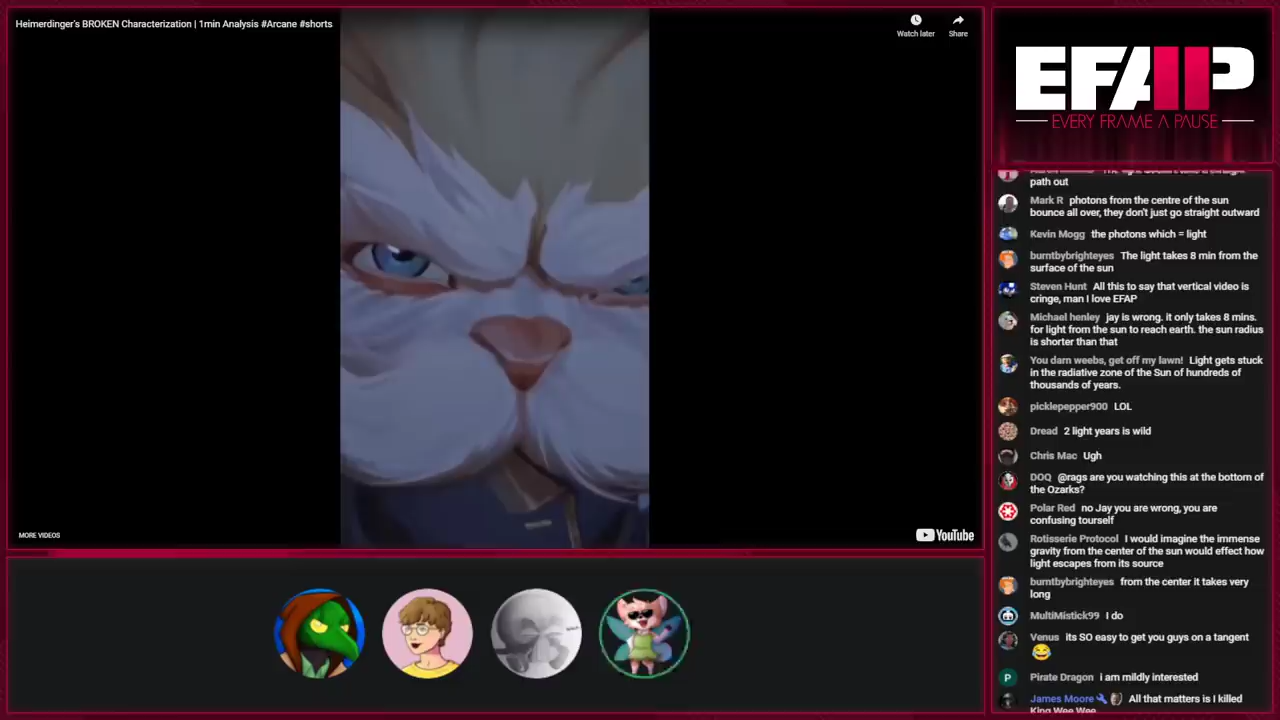 Heimerdinger's BROKEN Characterization | 1min Analysis #Arcane #shorts
Watch later
Share
MORE VIDEOS
YouTube
EFAP
EVERY FRAME A PAUSE
path out
Mark R photons from the centre of the sun
bounce all over, they don't just go straight outward
Kevin Mogg the photons which = light
burntbybrighteyes The light takes 8 min from the
surface of the sun
Steven Hunt All this to say that vertical video is
cringe, man I love EFAP
Michael henley jay is wrong. it only takes 8 mins.
for light from the sun to reach earth. the sun radius
is shorter than that
You darn weebs, get off my lawn! Light gets stuck
in the radiative zone of the Sun of hundreds of
thousands of years.
picklepepper900 LOL
Dread 2 light years is wild
Chris Mac Ugh
DOQ @rags are you watching this at the bottom of
the Ozarks?
Polar Red no Jay you are wrong, you are
confusing tourself
Rotisserie Protocol I would imagine the immense
gravity from the center of the sun would effect how
light escapes from its source
burntbybrighteyes from the center it takes very
long
MultiMistick99 I do
Venus its SO easy to get you guys on a tangent
😂
P
Pirate Dragon i am mildly interested
James Moore🔧 All that matters is I killed
King Wee Wee